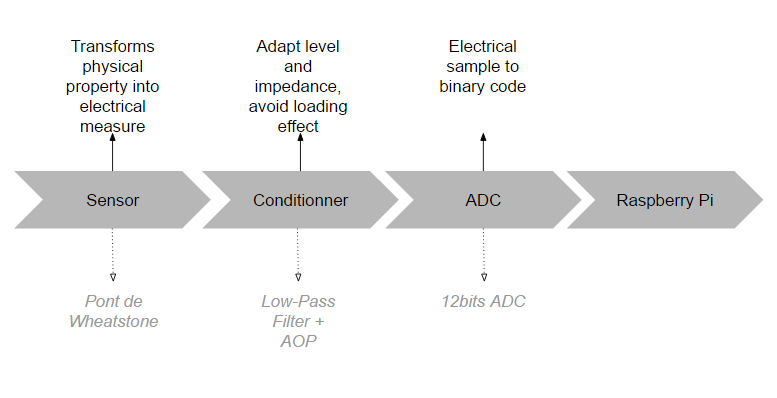 Transforms
physical
property into
electrical
measure
Adapt level
and
impedance,
avoid loading
effect
Electrical
sample to
binary code
Sensor
Conditionner
ADC
Raspberry Pi
Pont de
Wheatstone
Low-Pass
Filter +
AOP
12bits ADC